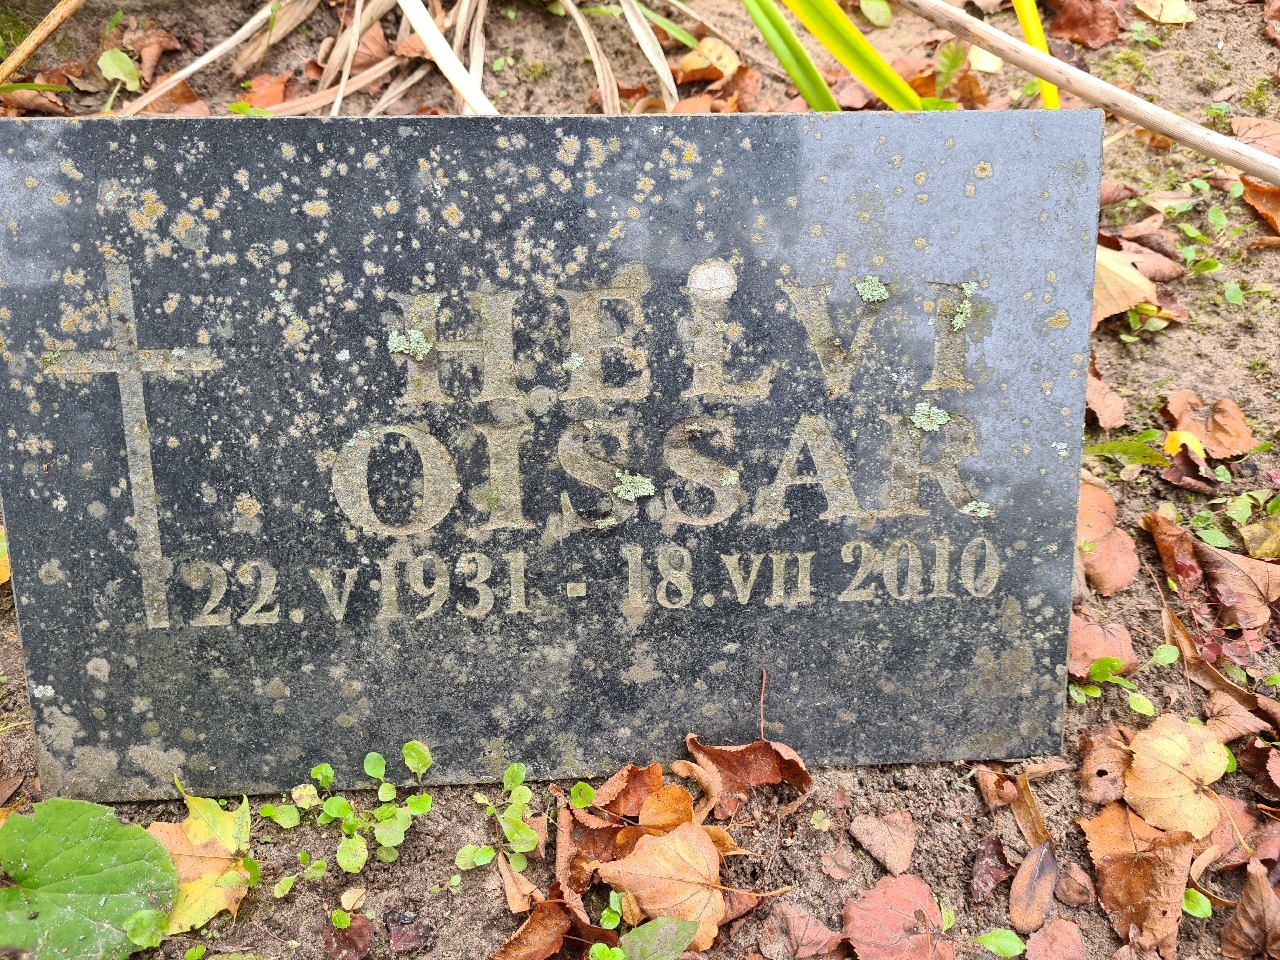 HELVI
OISSAR
22. V 1931 - 18. VII 2010